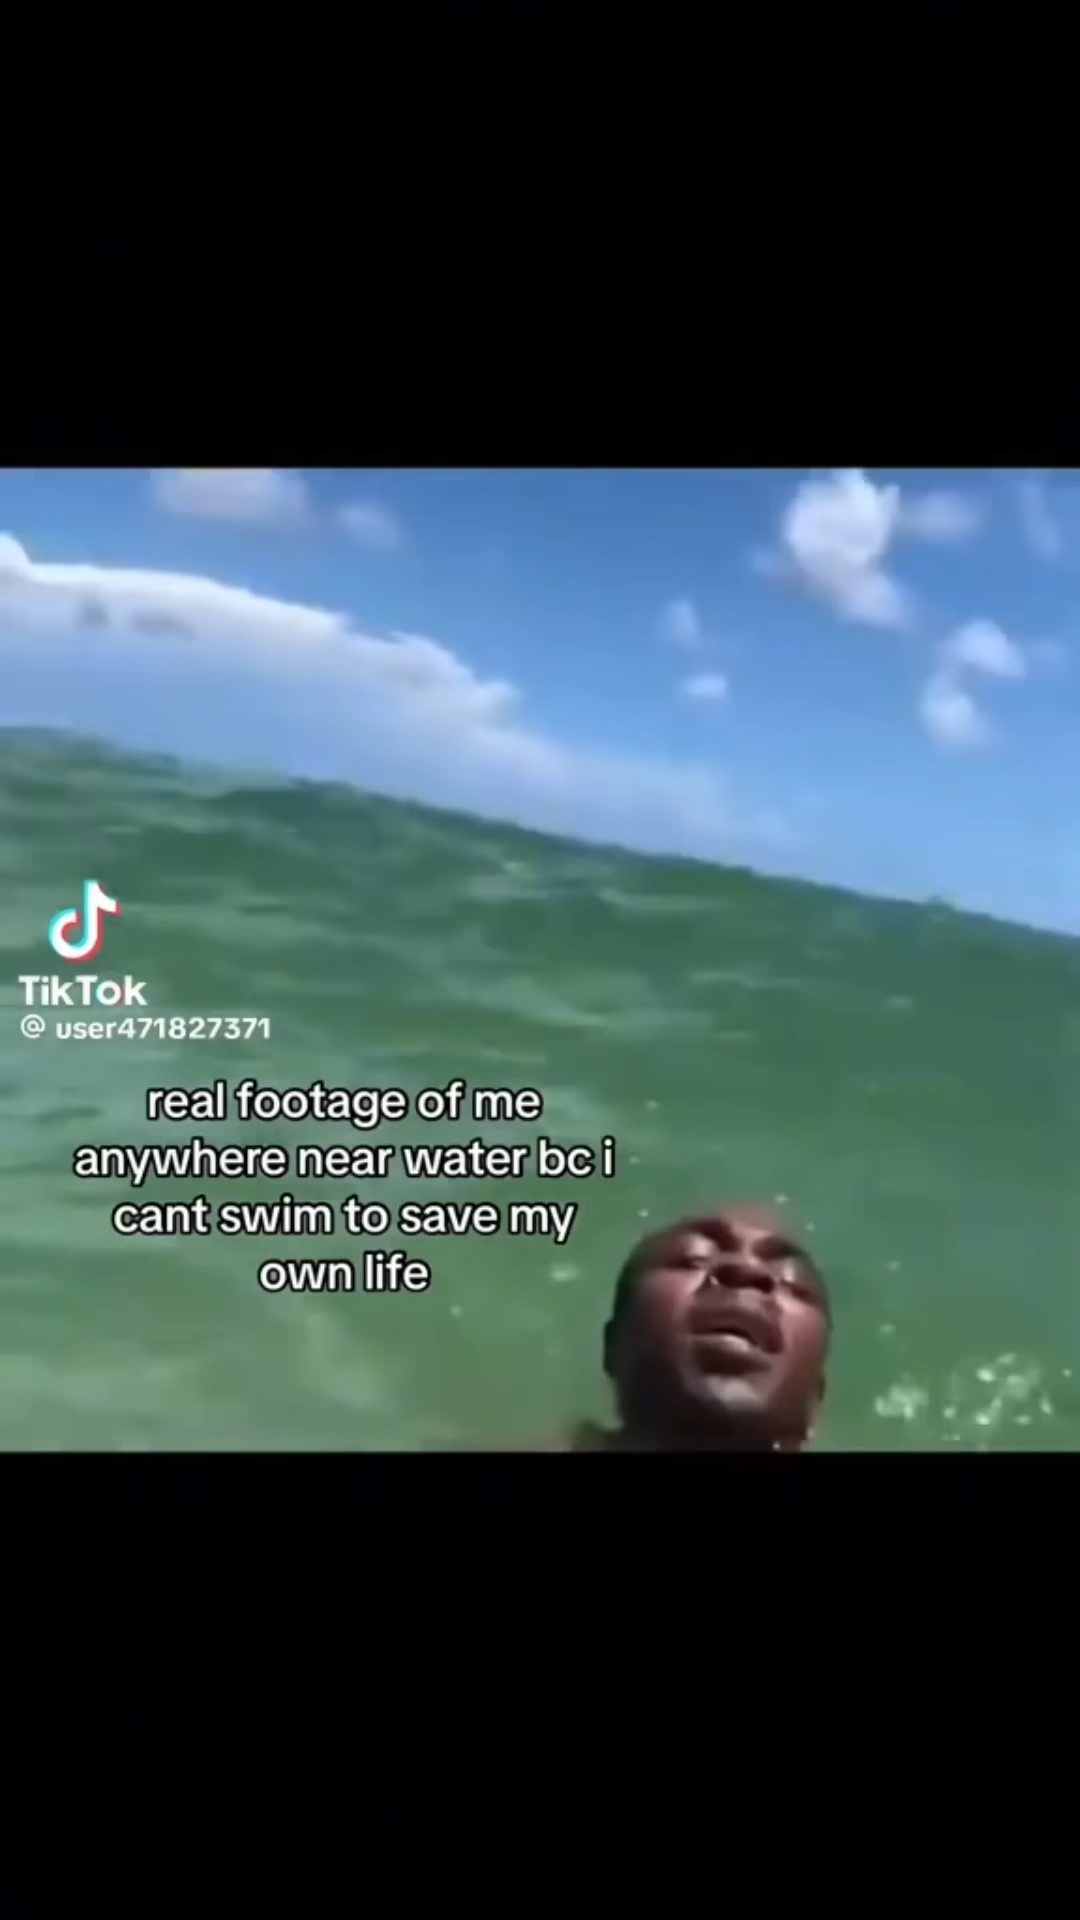 TikTok
@ user471827371
real footage of me
anywhere near water bc i
cant swim to save my
own life